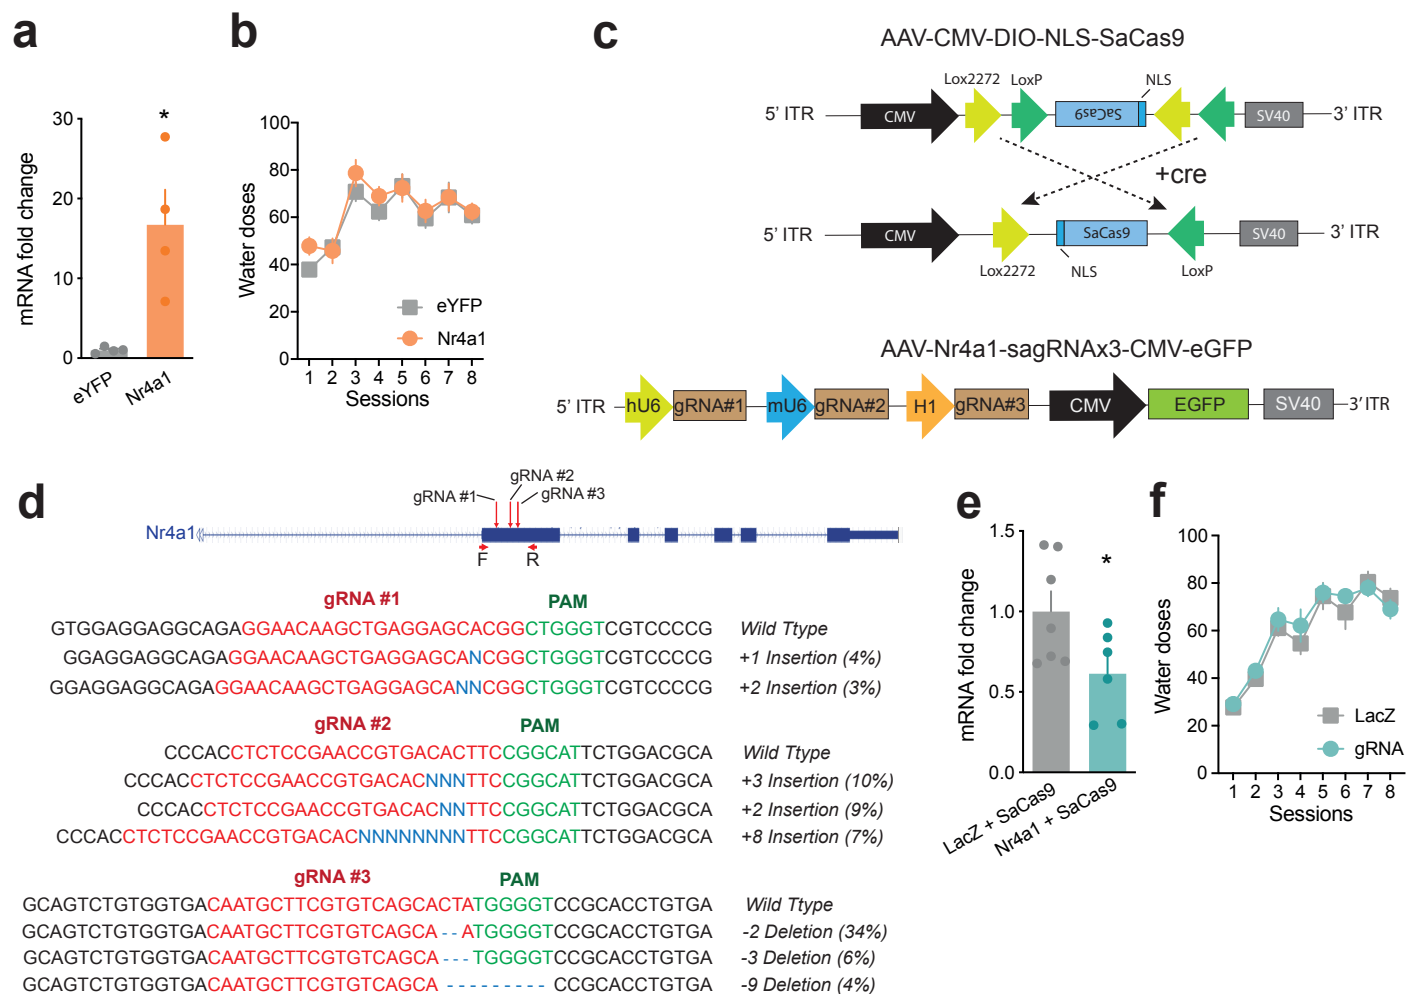 a
mRNA fold change
30
20
10
0
*
eYFP
Nr4a1
b
Water doses
100
80
60
40
20
0
eYFP
Nr4a1
1 2 3 4 5 6 7 8
Sessions
c
AAV-CMV-DIO-NLS-SaCas9
Lox2272
LoxP
NLS
5' ITR
CMV
SaCas9
SV40
3' ITR
+cre
5' ITR
CMV
SaCas9
SV40
3' ITR
Lox2272
NLS
LoxP
AAV-Nr4a1-sagRNAx3-CMV-eGFP
5' ITR
hU6
gRNA#1
mU6
gRNA#2
H1
gRNA#3
CMV
EGFP
SV40
3' ITR
d
gRNA #1
gRNA #2
gRNA #3
Nr4a1
F
R
gRNA #1 PAM
GTGGAGGAGGCAGAGGAACAAGCTGAGGAGCACGGCTGGGTCGTCCCCG Wild Ttype
GGAGGAGGCAGAGGAACAAGCTGAGGAGCANCGGCTGGGTCGTCCCCG +1 Insertion (4%)
GGAGGAGGCAGAGGAACAAGCTGAGGAGCANNCGGCTGGGTCGTCCCCG +2 Insertion (3%)
gRNA #2 PAM
CCCACCTCTCCGAACCGTGACACTTCCGGCATTCTGGACGCA Wild Ttype
CCCACCTCTCCGAACCGTGACACNNNTTCCGGCATTCTGGACGCA +3 Insertion (10%)
CCCACCTCTCCGAACCGTGACACNNTTCCGGCATTCTGGACGCA +2 Insertion (9%)
CCCACCTCTCCGAACCGTGACACNNNNNNNNTTCCGGCATTCTGGACGCA +8 Insertion (7%)
gRNA #3 PAM
GCAGTCTGTGGTGACAATGCTTCGTGTCAGCACTATGGGGTCCGCACCTGTGA Wild Ttype
GCAGTCTGTGGTGACAATGCTTCGTGTCAGCA--ATGGGGTCCGCACCTGTGA -2 Deletion (34%)
GCAGTCTGTGGTGACAATGCTTCGTGTCAGCA---TGGGGTCCGCACCTGTGA -3 Deletion (6%)
GCAGTCTGTGGTGACAATGCTTCGTGTCAGCA---------CCGCACCTGTGA -9 Deletion (4%)
e
mRNA fold change
1.5
1.0
0.5
0.0
*
LacZ + SaCas9
Nr4a1 + SaCas9
f
Water doses
100
80
60
40
20
0
LacZ
gRNA
1 2 3 4 5 6 7 8
Sessions